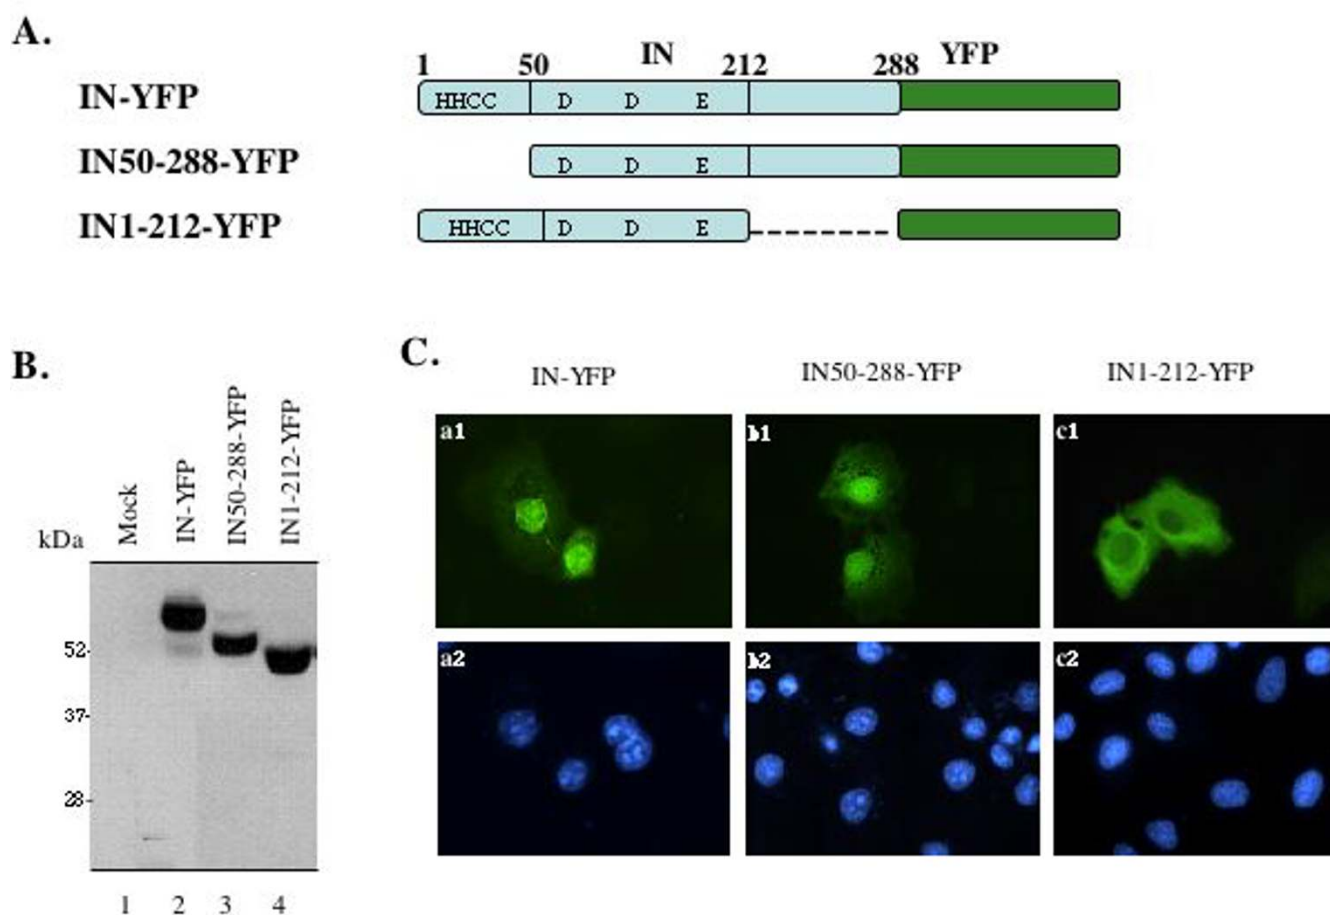 A.
1 50 IN 212 288 YFP
IN-YFP HHCC D D E
IN50-288-YFP D D E
IN1-212-YFP HHCC D D E
B.
kDa
Mock
IN-YFP
IN50-288-YFP
IN1-212-YFP
52-
37-
28-
1 2 3 4
C.
IN-YFP IN50-288-YFP IN1-212-YFP
a1 b1 c1
a2 b2 c2